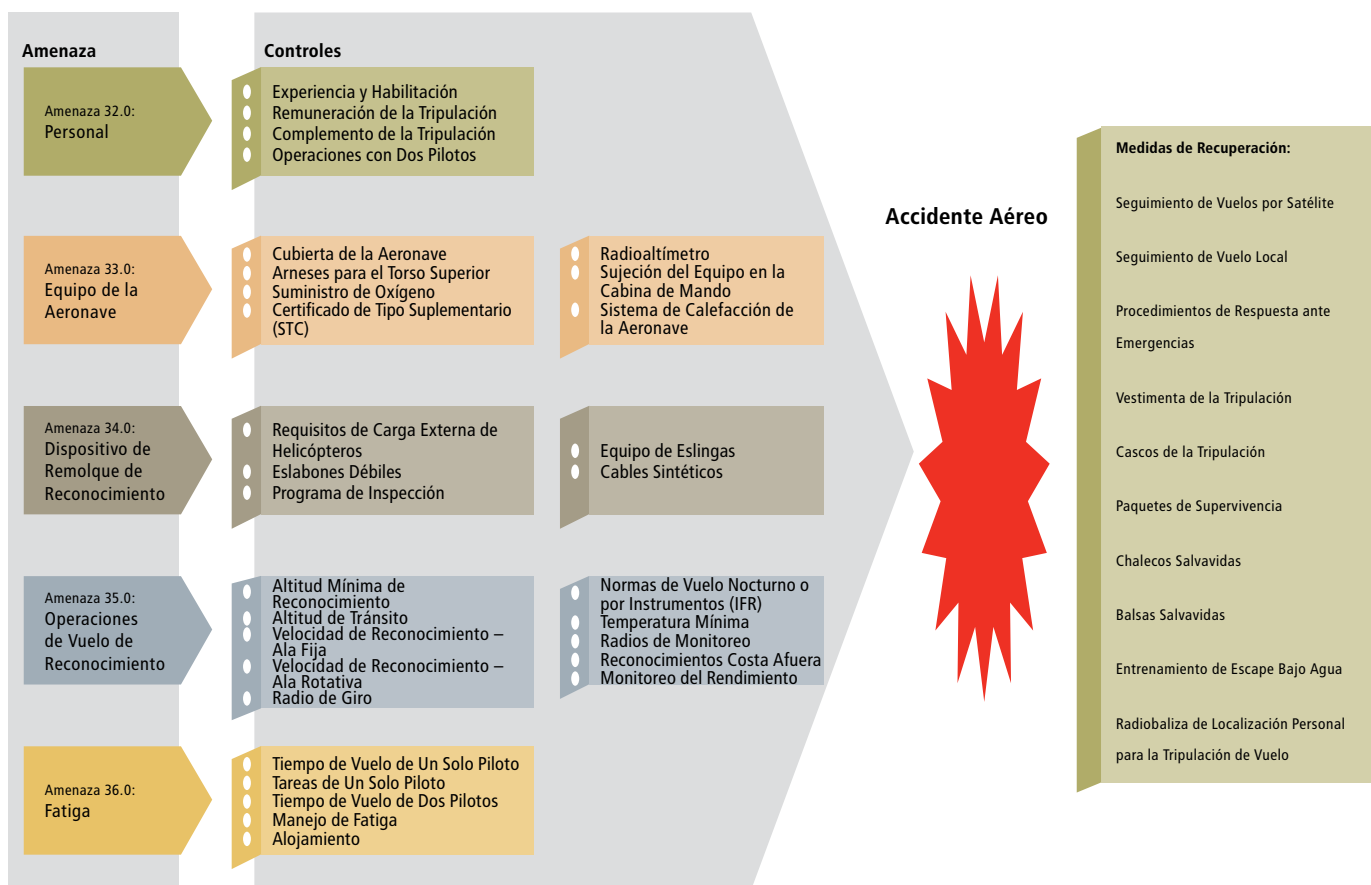 Amenaza
Controles
Amenaza 32.0:
Personal
Experiencia y Habilitación
Remuneración de la Tripulación
Complemento de la Tripulación
Operaciones con Dos Pilotos
Amenaza 33.0:
Equipo de la
Aeronave
Cubierta de la Aeronave
Arneses para el Torso Superior
Suministro de Oxígeno
Certificado de Tipo Suplementario
(STC)
Radioaltímetro
Sujeción del Equipo en la
Cabina de Mando
Sistema de Calefacción de
la Aeronave
Amenaza 34.0:
Dispositivo de
Remolque de
Reconocimiento
Requisitos de Carga Externa de
Helicópteros
Eslabones Débiles
Programa de Inspección
Equipo de Eslingas
Cables Sintéticos
Amenaza 35.0:
Operaciones
de Vuelo de
Reconocimiento
Altitud Mínima de
Reconocimiento
Altitud de Tránsito
Velocidad de Reconocimiento –
Ala Fija
Velocidad de Reconocimiento –
Ala Rotativa
Radio de Giro
Normas de Vuelo Nocturno o
por Instrumentos (IFR)
Temperatura Mínima
Radios de Monitoreo
Reconocimientos Costa Afuera
Monitoreo del Rendimiento
Amenaza 36.0:
Fatiga
Tiempo de Vuelo de Un Solo Piloto
Tareas de Un Solo Piloto
Tiempo de Vuelo de Dos Pilotos
Manejo de Fatiga
Alojamiento
Accidente Aéreo
Medidas de Recuperación:
Seguimiento de Vuelos por Satélite
Seguimiento de Vuelo Local
Procedimientos de Respuesta ante
Emergencias
Vestimenta de la Tripulación
Cascos de la Tripulación
Paquetes de Supervivencia
Chalecos Salvavidas
Balsas Salvavidas
Entrenamiento de Escape Bajo Agua
Radiobaliza de Localización Personal
para la Tripulación de Vuelo